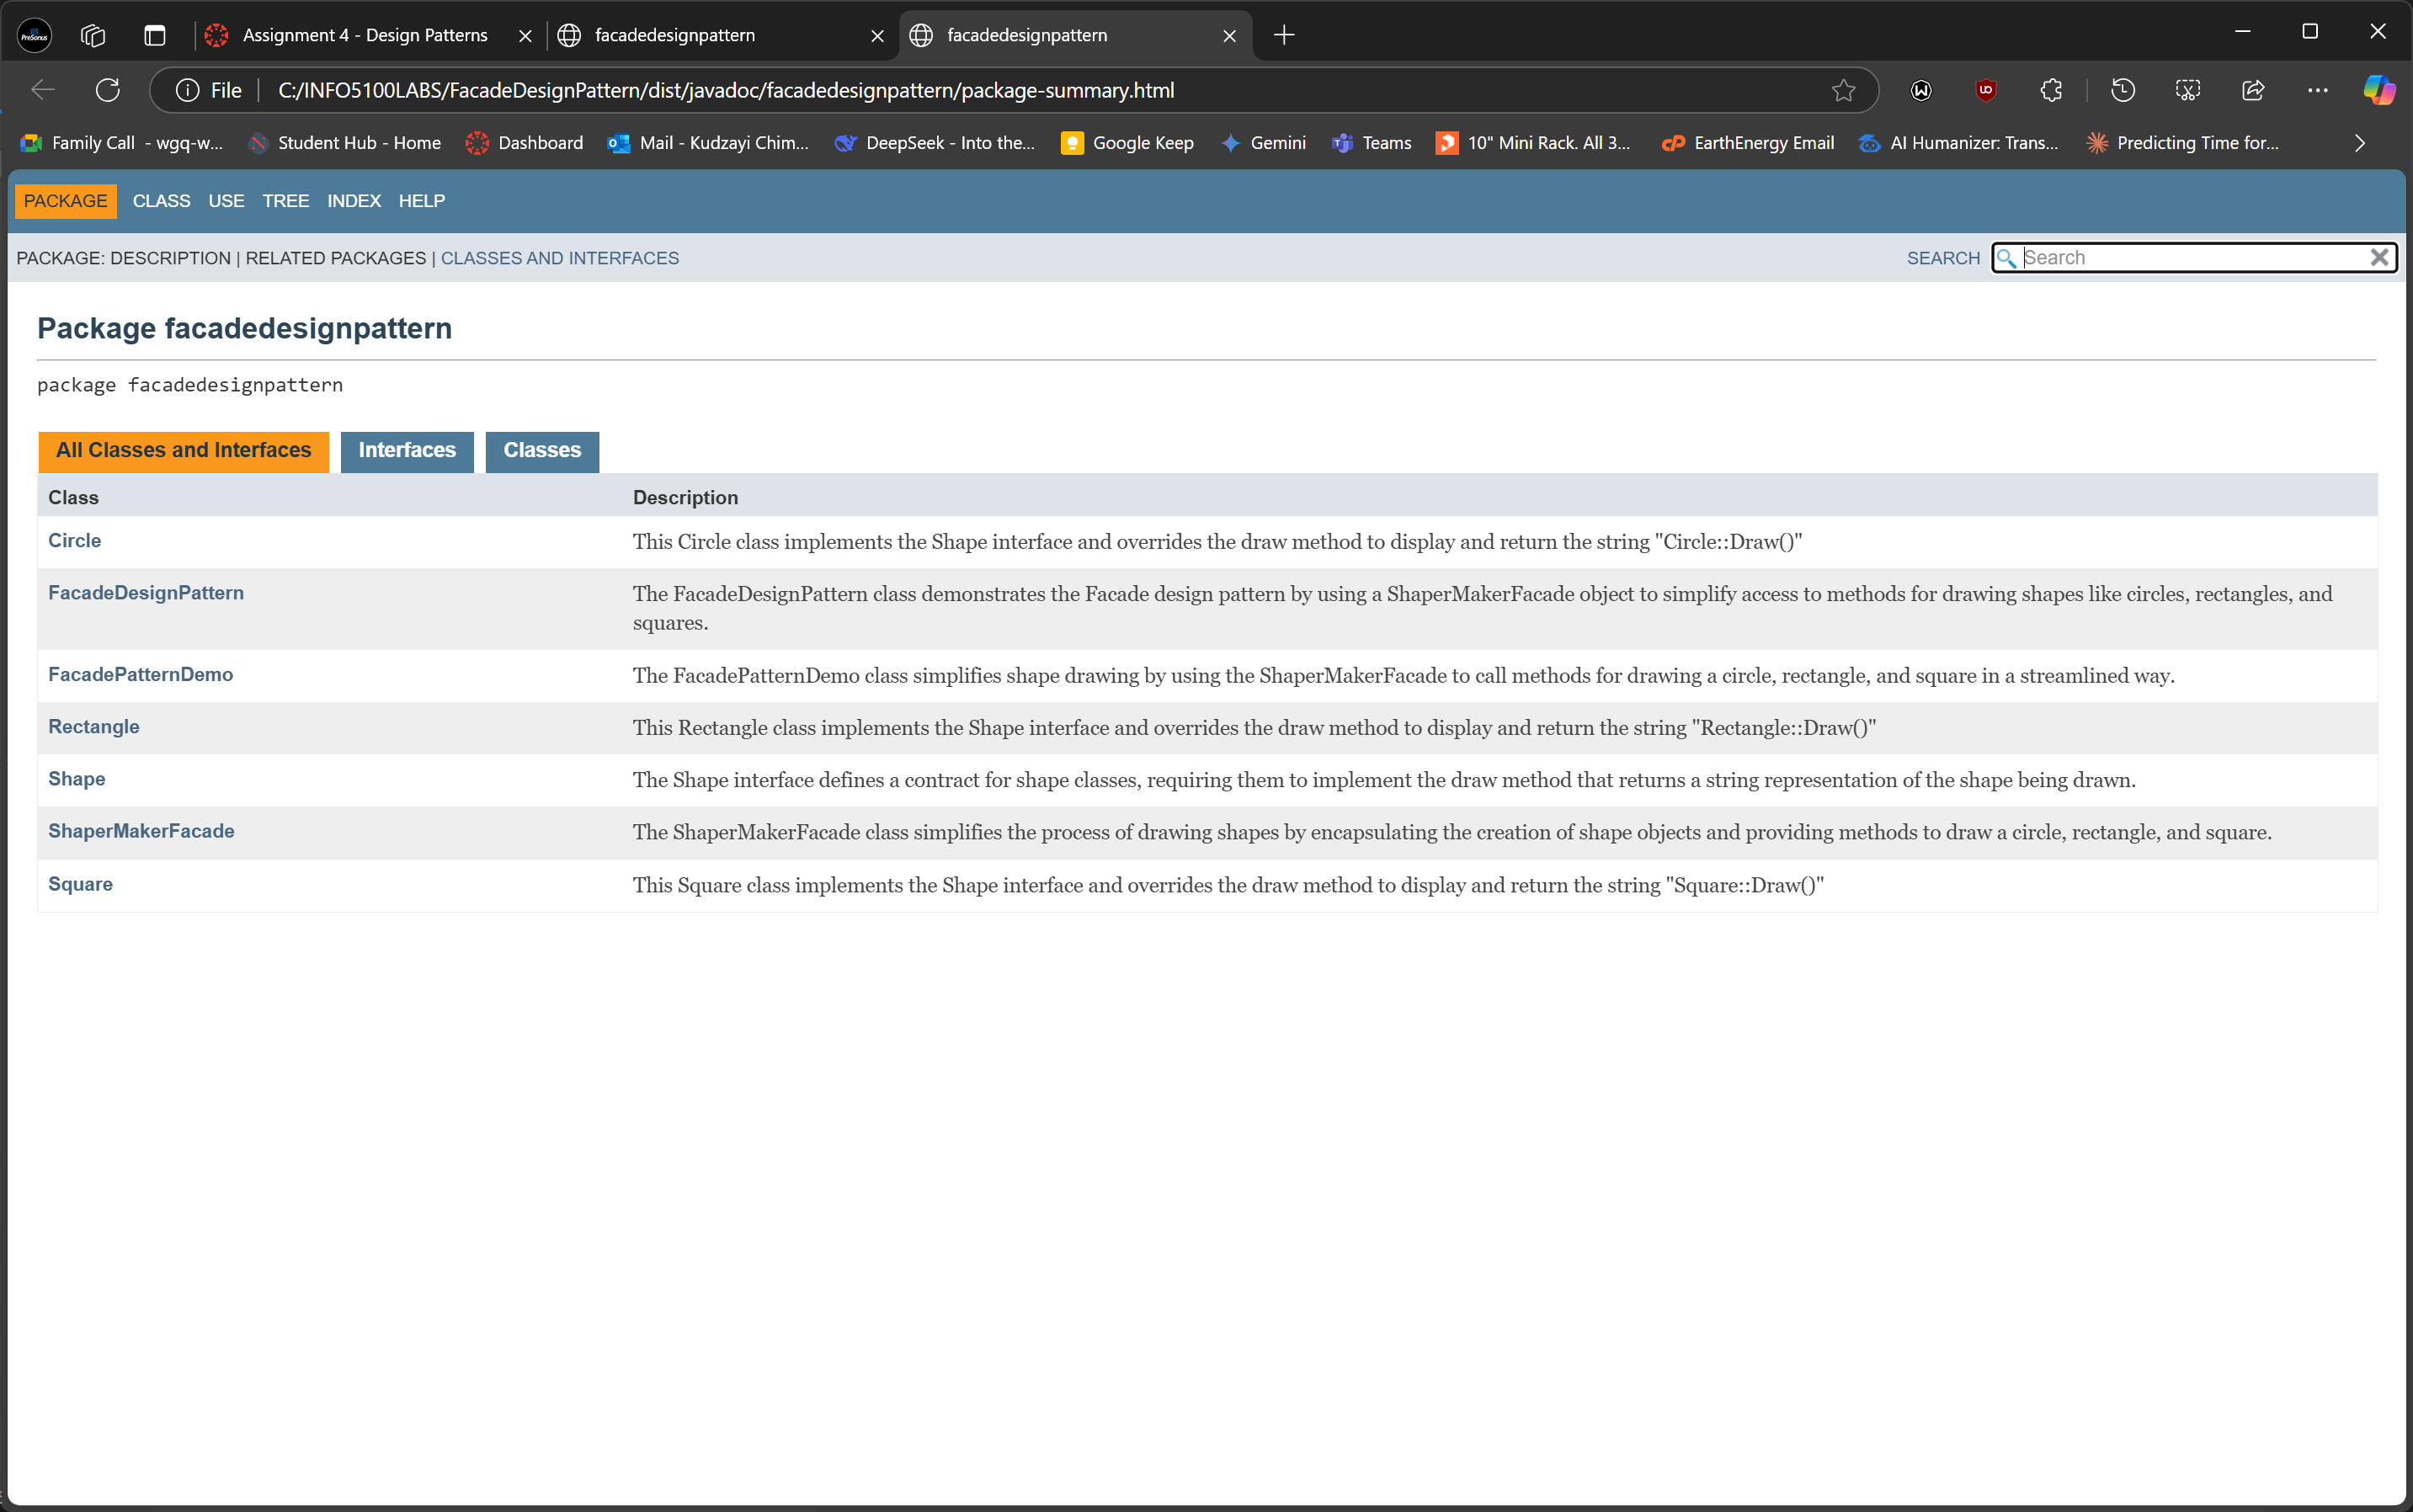 PreSonus
Assignment 4 - Design Patterns
facadedesignpattern
facadedesignpattern
File
C:/INFO5100LABS/FacadeDesignPattern/dist/javadoc/facadedesignpattern/package-summary.html
Family Call - wgq-w...
Student Hub - Home
Dashboard
Mail - Kudzayi Chim...
DeepSeek - Into the...
Google Keep
Gemini
Teams
10" Mini Rack. All 3...
EarthEnergy Email
AI Humanizer: Trans...
Predicting Time for...
PACKAGE CLASS USE TREE INDEX HELP
PACKAGE: DESCRIPTION | RELATED PACKAGES | CLASSES AND INTERFACES
SEARCH Search
Package facadedesignpattern
package facadedesignpattern
All Classes and Interfaces Interfaces Classes
Class Description
Circle This Circle class implements the Shape interface and overrides the draw method to display and return the string "Circle::Draw()"
FacadeDesignPattern The FacadeDesignPattern class demonstrates the Facade design pattern by using a ShaperMakerFacade object to simplify access to methods for drawing shapes like circles, rectangles, and
squares.
FacadePatternDemo The FacadePatternDemo class simplifies shape drawing by using the ShaperMakerFacade to call methods for drawing a circle, rectangle, and square in a streamlined way.
Rectangle This Rectangle class implements the Shape interface and overrides the draw method to display and return the string "Rectangle::Draw()"
Shape The Shape interface defines a contract for shape classes, requiring them to implement the draw method that returns a string representation of the shape being drawn.
ShaperMakerFacade The ShaperMakerFacade class simplifies the process of drawing shapes by encapsulating the creation of shape objects and providing methods to draw a circle, rectangle, and square.
Square This Square class implements the Shape interface and overrides the draw method to display and return the string "Square::Draw()"